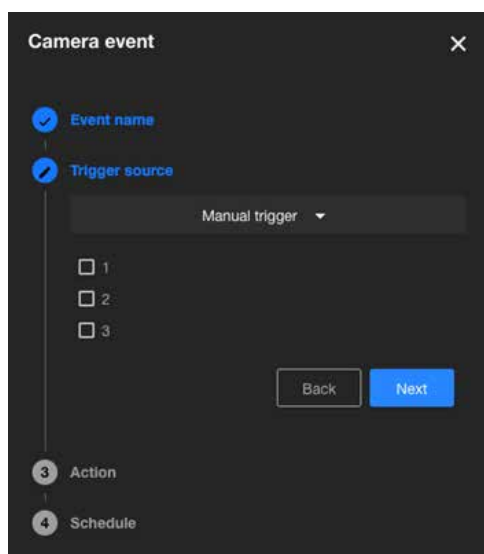 Camera event
Event name
Trigger source
Manual trigger
1
2
3
Back Next
3 Action
4 Schedule